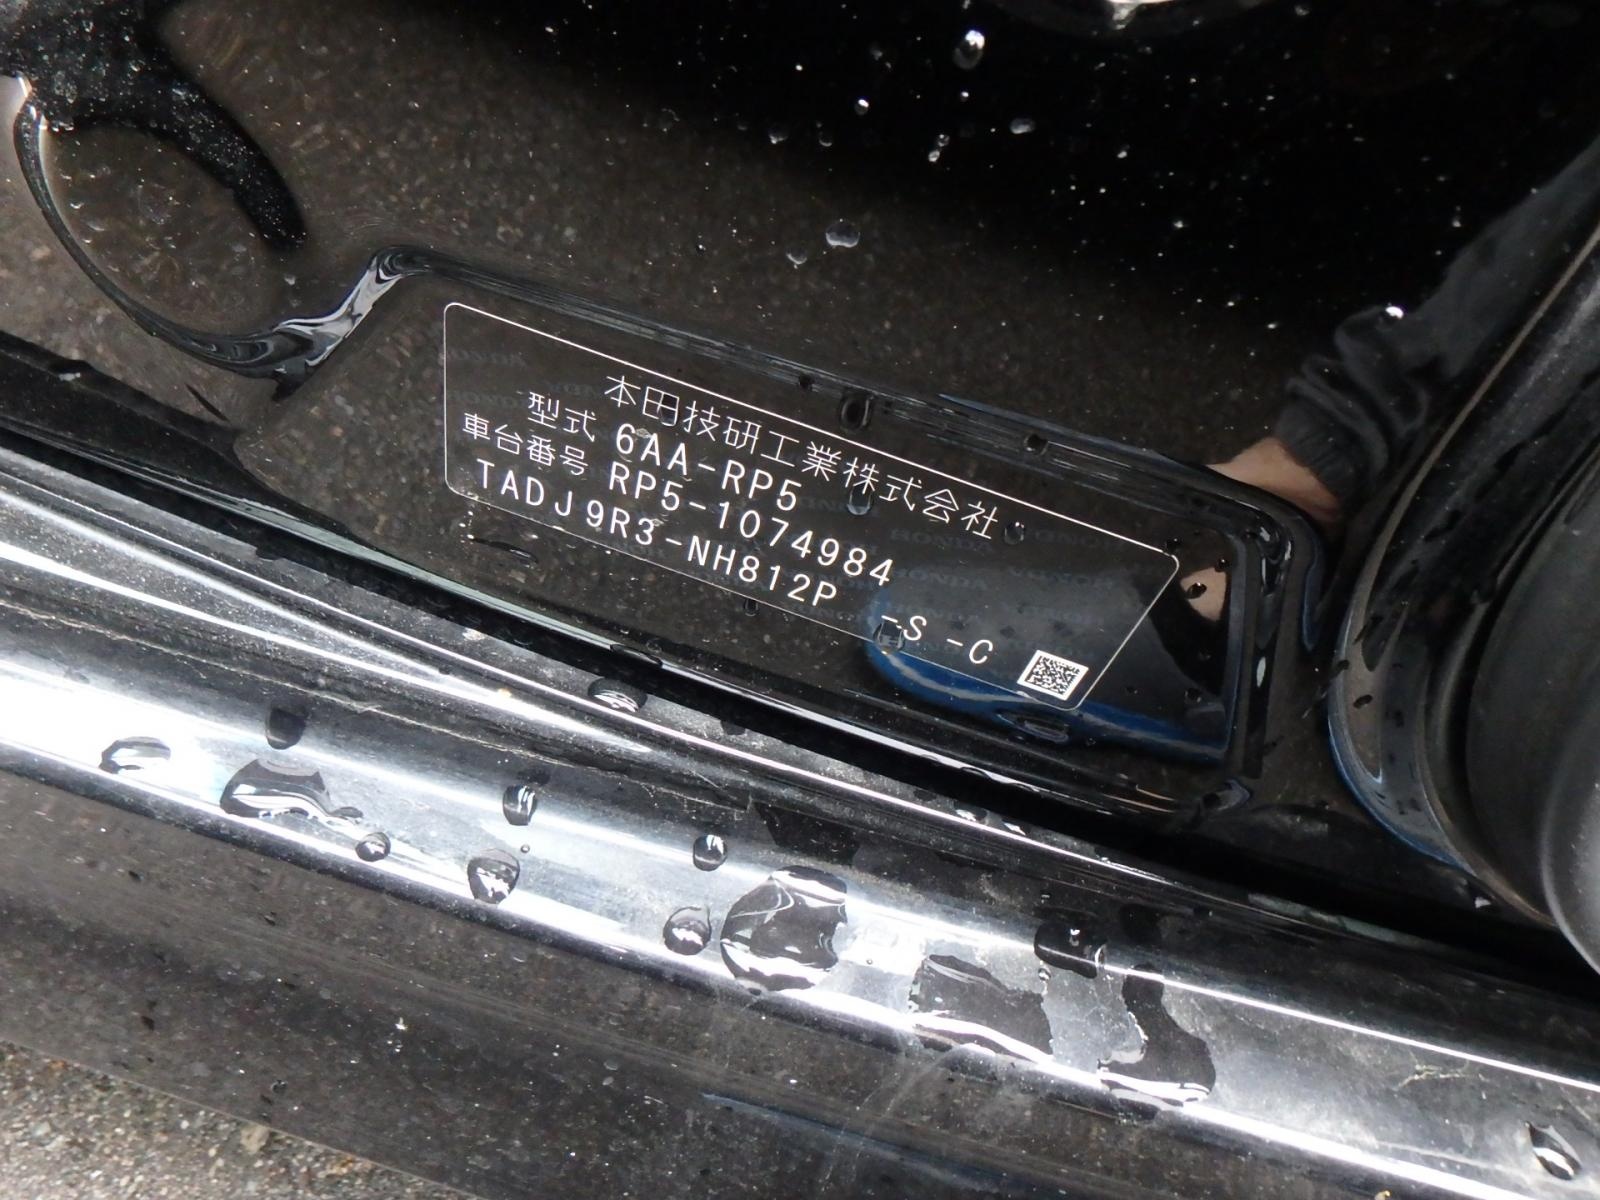 本田技研工業株式会社
型式 6AA-RP5
車台番号 RP5-1074984
TADJ9R3-NH812P -S -C